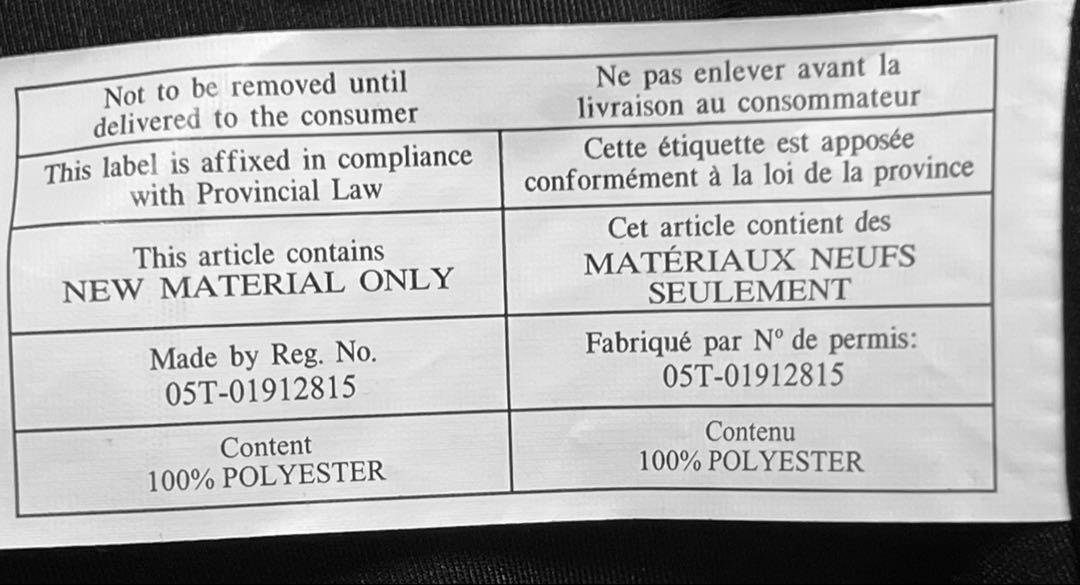 Not to be removed until
delivered to the consumer
Ne pas enlever avant la
livraison au consommateur
This label is affixed in compliance
with Provincial Law
Cette étiquette est apposée
conformément à la loi de la province
This article contains
NEW MATERIAL ONLY
Cet article contient des
MATÉRIAUX NEUFS
SEULEMENT
Made by Reg. No.
05T-01912815
Fabriqué par Nº de permis:
05T-01912815
Content
100% POLYESTER
Contenu
100% POLYESTER